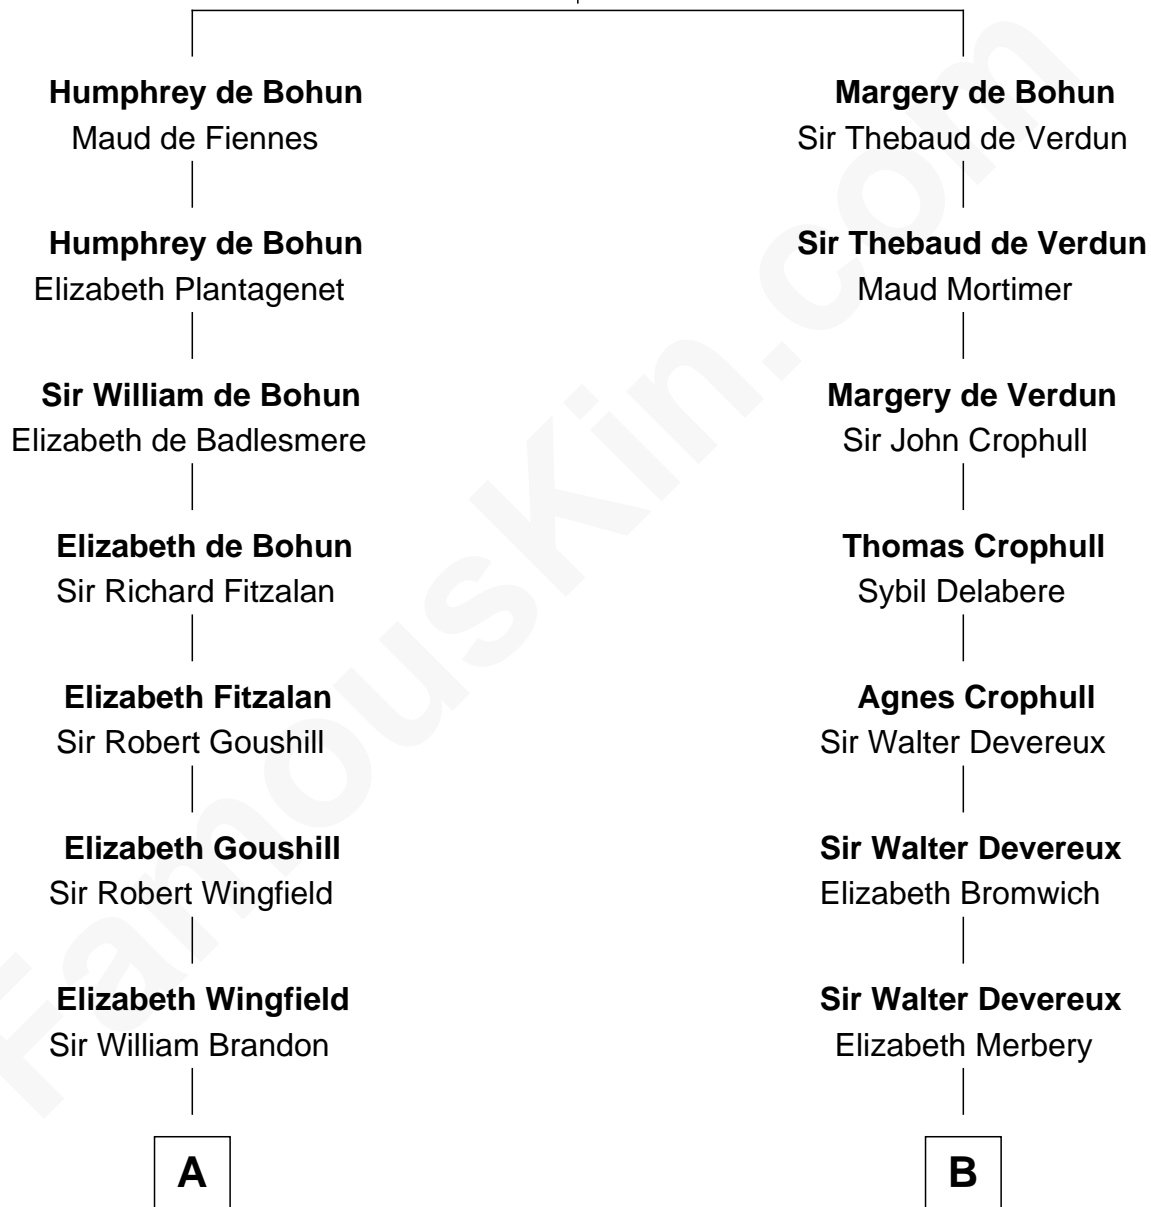 Humphrey de Bohun
Maud de Fiennes
Humphrey de Bohun
Elizabeth Plantagenet
Sir William de Bohun
Elizabeth de Badlesmere
Elizabeth de Bohun
Sir Richard Fitzalan
Elizabeth Fitzalan
Sir Robert Goushill
Elizabeth Goushill
Sir Robert Wingfield
Elizabeth Wingfield
Sir William Brandon
A
Margery de Bohun
Sir Thebaud de Verdun
Sir Thebaud de Verdun
Maud Mortimer
Margery de Verdun
Sir John Crophull
Thomas Crophull
Sybil Delabere
Agnes Crophull
Sir Walter Devereux
Sir Walter Devereux
Elizabeth Bromwich
Sir Walter Devereux
Elizabeth Merbery
B
FamousKin.com